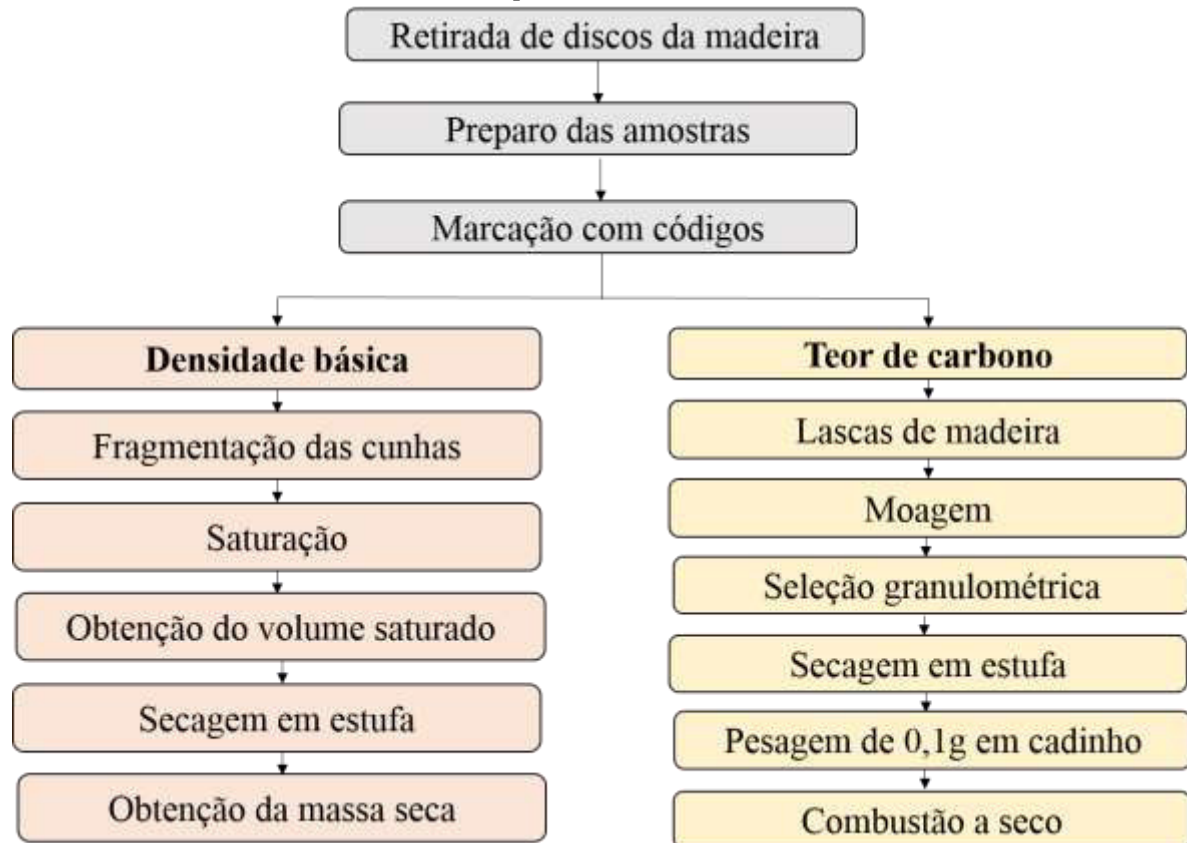 Retirada de discos da madeira
Preparo das amostras
Marcação com códigos
Densidade básica
Fragmentação das cunhas
Saturação
Obtenção do volume saturado
Secagem em estufa
Obtenção da massa seca
Teor de carbono
Lascas de madeira
Moagem
Seleção granulométrica
Secagem em estufa
Pesagem de 0,1g em cadinho
Combustão a seco